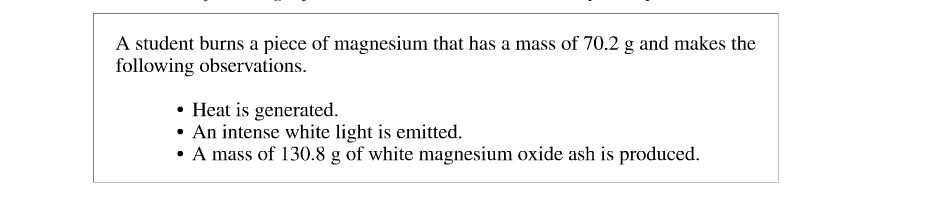 A student burns a piece of magnesium that has a mass of 70.2 g and makes the
following observations.
• Heat is generated.
• An intense white light is emitted.
• A mass of 130.8 g of white magnesium oxide ash is produced.